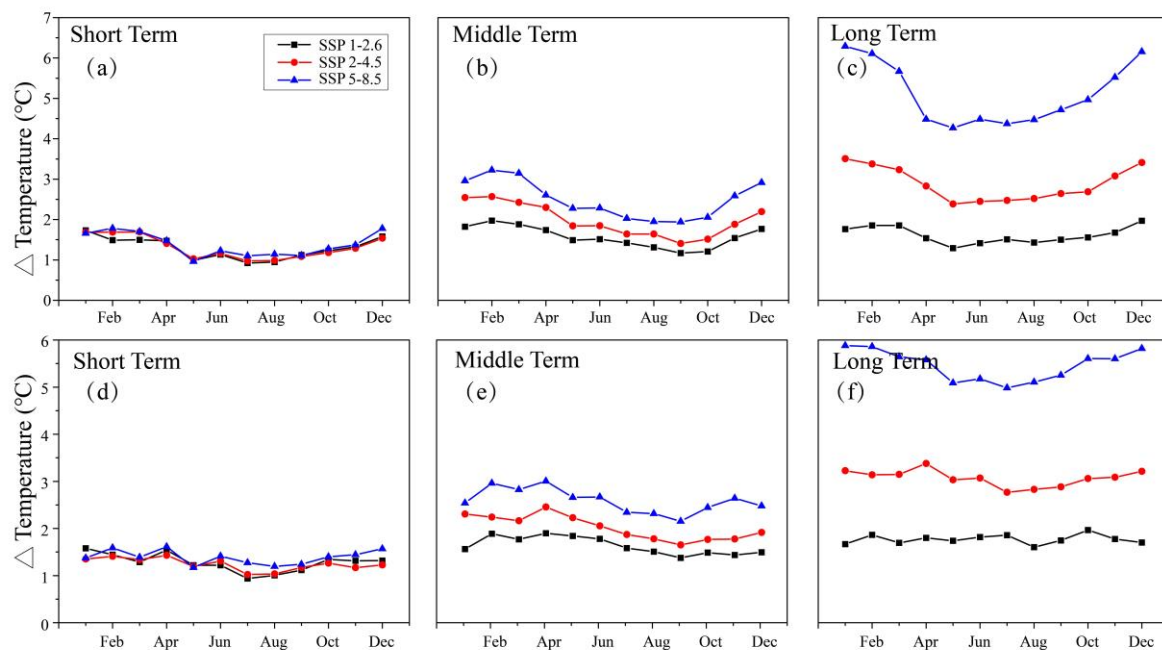 7
6
5
4
3
2
1
0
△ Temperature (℃)
Short Term
(a)
SSP 1-2.6
SSP 2-4.5
SSP 5-8.5
Feb Apr Jun Aug Oct Dec
Middle Term
(b)
Feb Apr Jun Aug Oct Dec
Long Term
(c)
Feb Apr Jun Aug Oct Dec
6
5
4
3
2
1
0
△ Temperature (℃)
Short Term
(d)
Feb Apr Jun Aug Oct Dec
Middle Term
(e)
Feb Apr Jun Aug Oct Dec
Long Term
(f)
Feb Apr Jun Aug Oct Dec